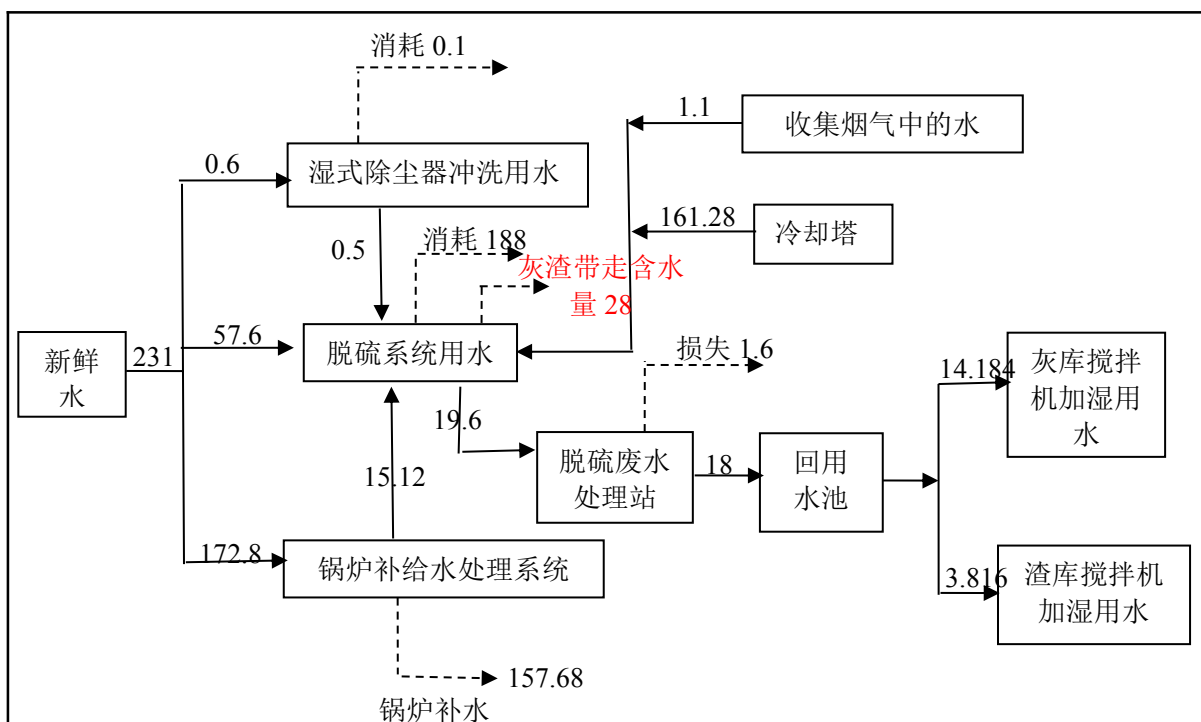 消耗 0.1
1.1
收集烟气中的水
0.6
湿式除尘器冲洗用水
161.28
冷却塔
0.5
消耗 188
灰渣带走含水
量 28
新鲜
水
231
57.6
脱硫系统用水
损失 1.6
14.184
灰库搅拌
机加湿用
水
19.6
15.12
脱硫废水
处理站
18
回用
水池
172.8
锅炉补给水处理系统
3.816
渣库搅拌机
加湿用水
157.68
锅炉补水